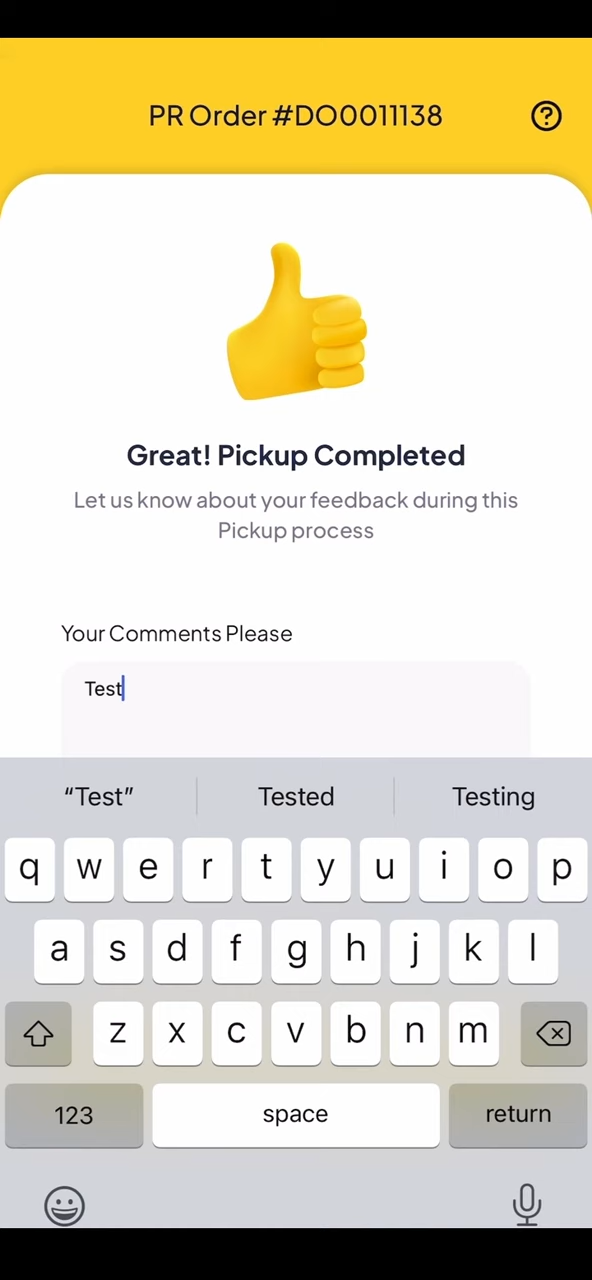 PR Order #DO0011138
Great! Pickup Completed
Let us know about your feedback during this
Pickup process
Your Comments Please
Test
“Test” Tested Testing
q w e r t y u i o p
a s d f g h j k l
z x c v b n m
123 space return